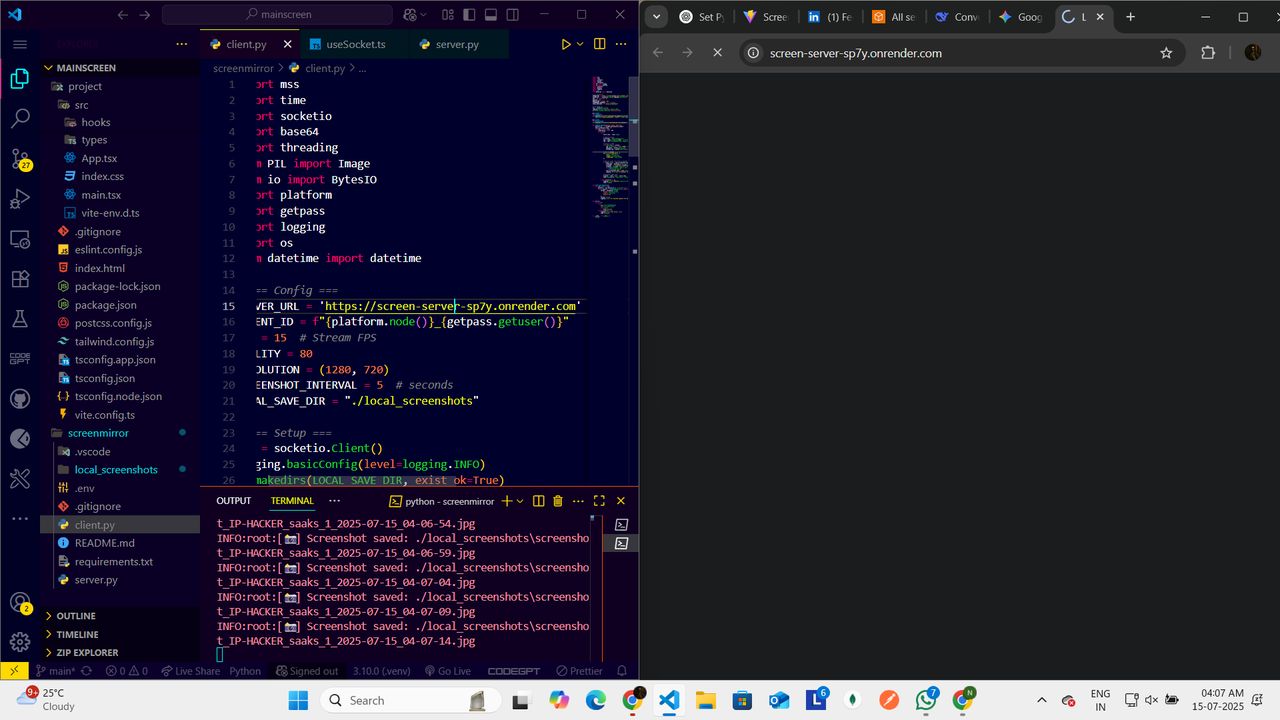 mainscreen
EXPLORER
MAINSCREEN
project
src
hooks
types
App.tsx
index.css
main.tsx
vite-env.d.ts
.gitignore
eslint.config.js
index.html
package-lock.json
package.json
postcss.config.js
tailwind.config.js
tsconfig.app.json
tsconfig.json
tsconfig.node.json
vite.config.ts
screenmirror
.vscode
local_screenshots
.env
.gitignore
client.py
README.md
requirements.txt
server.py
OUTLINE
TIMELINE
ZIP EXPLORER
27
CODE
GPT
2
client.py
useSocket.ts
server.py
screenmirror > client.py > ...
1 ort mss
2 ort time
3 ort socketio
4 ort base64
5 ort threading
6 m PIL import Image
7 m io import BytesIO
8 ort platform
9 ort getpass
10 ort logging
11 ort os
12 m datetime import datetime
13
14 == Config ===
15 VER_URL = 'https://screen-server-sp7y.onrender.com'
16 ENT_ID = f"{platform.node()}_{getpass.getuser()}"
17 = 15 # Stream FPS
18 LITY = 80
19 OLUTION = (1280, 720)
20 EENSHOT_INTERVAL = 5 # seconds
21 AL_SAVE_DIR = "./local_screenshots"
22
23 == Setup ===
24 = socketio.Client()
25 ging.basicConfig(level=logging.INFO)
26 makedirs(LOCAL_SAVE_DIR, exist_ok=True)
OUTPUT
TERMINAL
python - screenmirror
t_IP-HACKER_saaks_1_2025-07-15_04-06-54.jpg
INFO:root:[📸] Screenshot saved: ./local_screenshots\screensho
t_IP-HACKER_saaks_1_2025-07-15_04-06-59.jpg
INFO:root:[📸] Screenshot saved: ./local_screenshots\screensho
t_IP-HACKER_saaks_1_2025-07-15_04-07-04.jpg
INFO:root:[📸] Screenshot saved: ./local_screenshots\screensho
t_IP-HACKER_saaks_1_2025-07-15_04-07-09.jpg
INFO:root:[📸] Screenshot saved: ./local_screenshots\screensho
t_IP-HACKER_saaks_1_2025-07-15_04-07-14.jpg
main*
0 0
Live Share
Python
Signed out
3.10.0 (.venv)
Go Live
CODEGPT
Prettier
Set P
Scree
(1) Fe
All se
Conv
Goog
L
screen-server-sp7y.onrender.com
9+
25°C
Cloudy
Search
6
7
N
ENG
IN
04:07 AM
15-07-2025